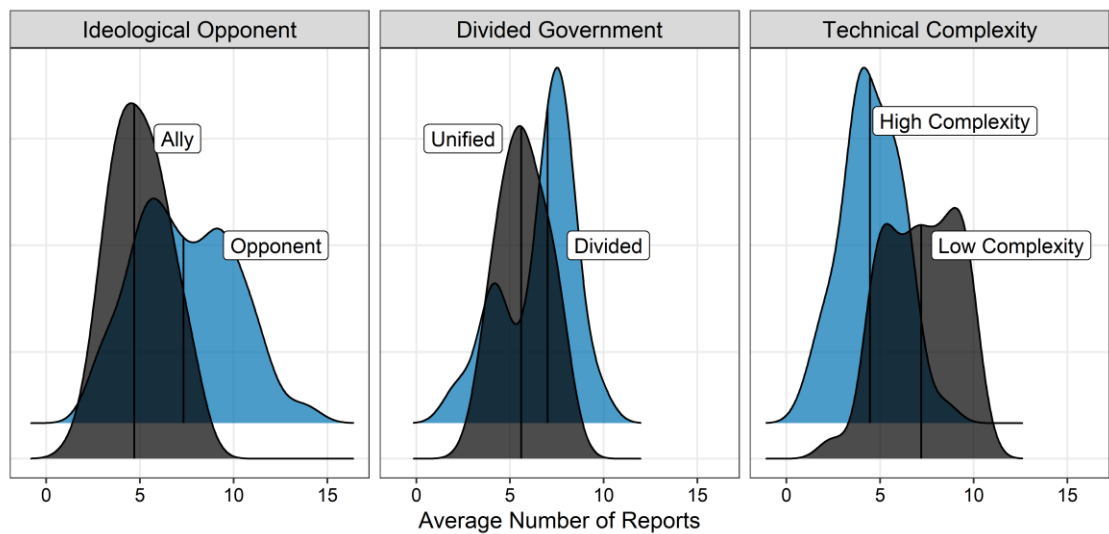 Ideological Opponent
Divided Government
Technical Complexity
Ally
Opponent
Unified
Divided
High Complexity
Low Complexity
0 5 10 15
0 5 10 15
0 5 10 15
Average Number of Reports